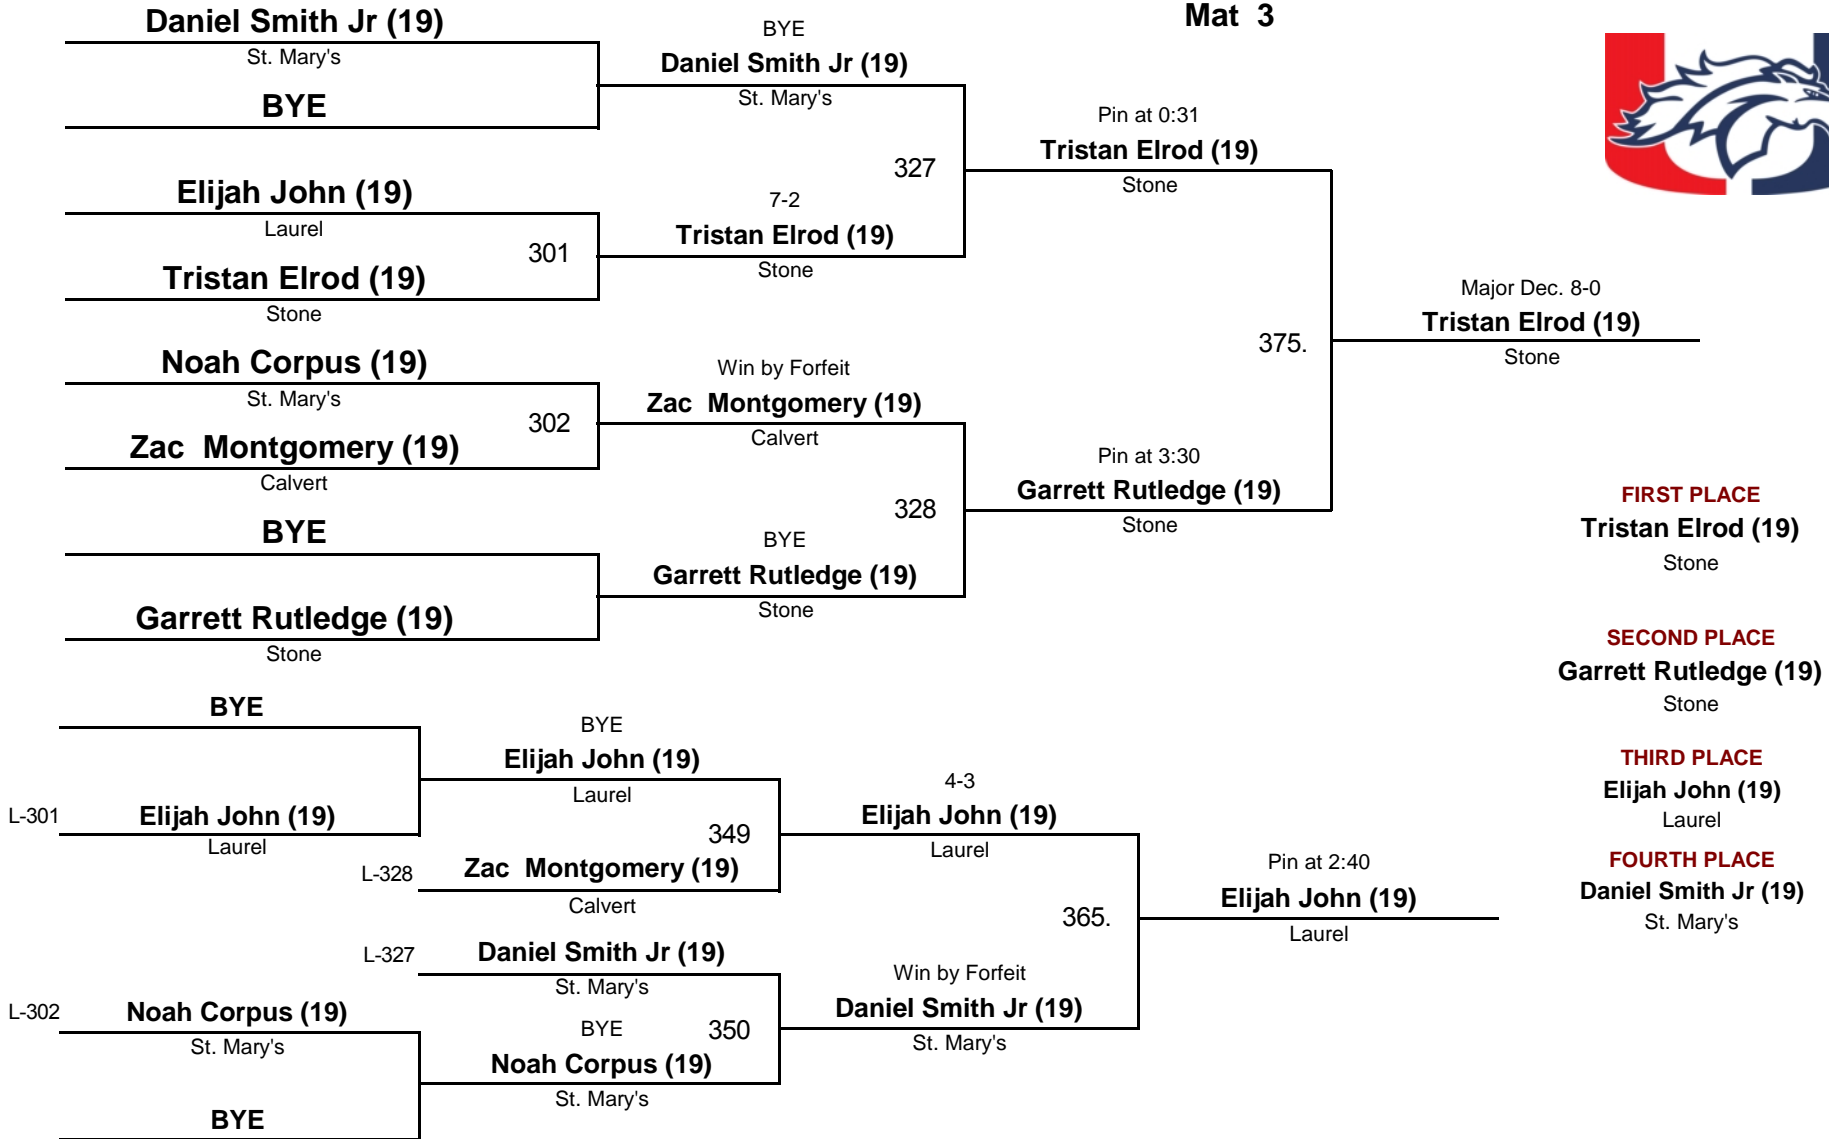 Mat 3
Daniel Smith Jr (19)
St. Mary's
BYE
BYE
Daniel Smith Jr (19)
St. Mary's
Elijah John (19)
Laurel
301
Tristan Elrod (19)
Stone
7-2
Tristan Elrod (19)
Stone
327
Pin at 0:31
Tristan Elrod (19)
Stone
Noah Corpus (19)
St. Mary's
302
Zac Montgomery (19)
Calvert
Win by Forfeit
Zac Montgomery (19)
Calvert
BYE
Garrett Rutledge (19)
Stone
BYE
Garrett Rutledge (19)
Stone
328
Pin at 3:30
Garrett Rutledge (19)
Stone
375.
Major Dec. 8-0
Tristan Elrod (19)
Stone
FIRST PLACE
Tristan Elrod (19)
Stone
SECOND PLACE
Garrett Rutledge (19)
Stone
THIRD PLACE
Elijah John (19)
Laurel
FOURTH PLACE
Daniel Smith Jr (19)
St. Mary's
BYE
L-301
Elijah John (19)
Laurel
BYE
Elijah John (19)
Laurel
349
L-328
Zac Montgomery (19)
Calvert
4-3
Elijah John (19)
Laurel
L-327
Daniel Smith Jr (19)
St. Mary's
L-302
Noah Corpus (19)
St. Mary's
BYE
BYE
350
Noah Corpus (19)
St. Mary's
Win by Forfeit
Daniel Smith Jr (19)
St. Mary's
365.
Pin at 2:40
Elijah John (19)
Laurel